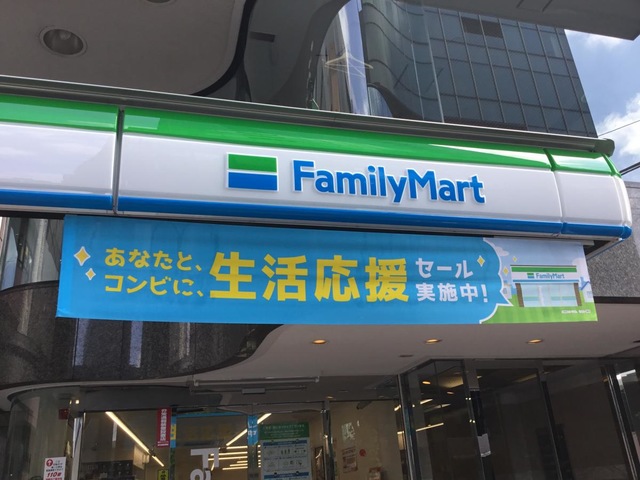 FamilyMart
あなたと、
コンビに、
生活応援
セール
実施中!
FamilyMart